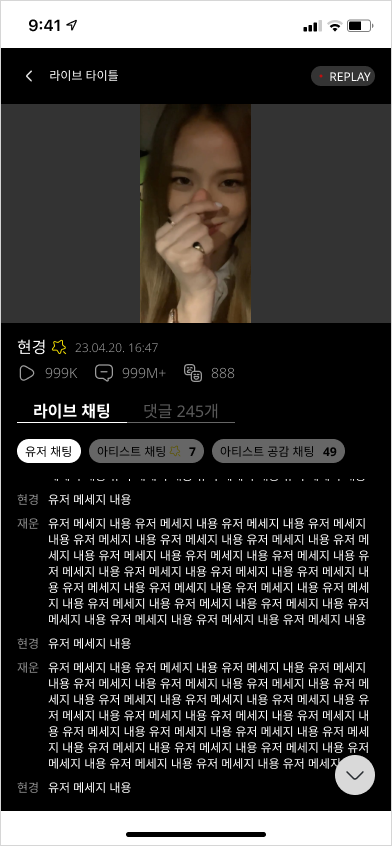 9:41
라이브 타이틀
REPLAY
현경 23.04.20. 16:47
999K 999M+ 888
라이브 채팅 댓글 245개
유저 채팅 아티스트 채팅 7 아티스트 공감 채팅 49
현경 유저 메세지 내용
재운 유저 메세지 내용 유저 메세지 내용 유저 메세지 내용 유저 메세지
내용 유저 메세지 내용 유저 메세지 내용 유저 메세지 내용 유저 메
세지 내용 유저 메세지 내용 유저 메세지 내용 유저 메세지 내용 유
저 메세지 내용 유저 메세지 내용 유저 메세지 내용 유저 메세지 내
용 유저 메세지 내용 유저 메세지 내용 유저 메세지 내용 유저 메세
지 내용 유저 메세지 내용 유저 메세지 내용 유저 메세지 내용 유저
메세지 내용 유저 메세지 내용 유저 메세지 내용 유저 메세지 내용
현경 유저 메세지 내용
재운 유저 메세지 내용 유저 메세지 내용 유저 메세지 내용 유저 메세지
내용 유저 메세지 내용 유저 메세지 내용 유저 메세지 내용 유저 메
세지 내용 유저 메세지 내용 유저 메세지 내용 유저 메세지 내용 유
저 메세지 내용 유저 메세지 내용 유저 메세지 내용 유저 메세지 내
용 유저 메세지 내용 유저 메세지 내용 유저 메세지 내용 유저 메세
지 내용 유저 메세지 내용 유저 메세지 내용 유저 메세지
메세지 내용 유저 메세지 내용 유저 메세지 내용 유저 메세지
현경 유저 메세지 내용